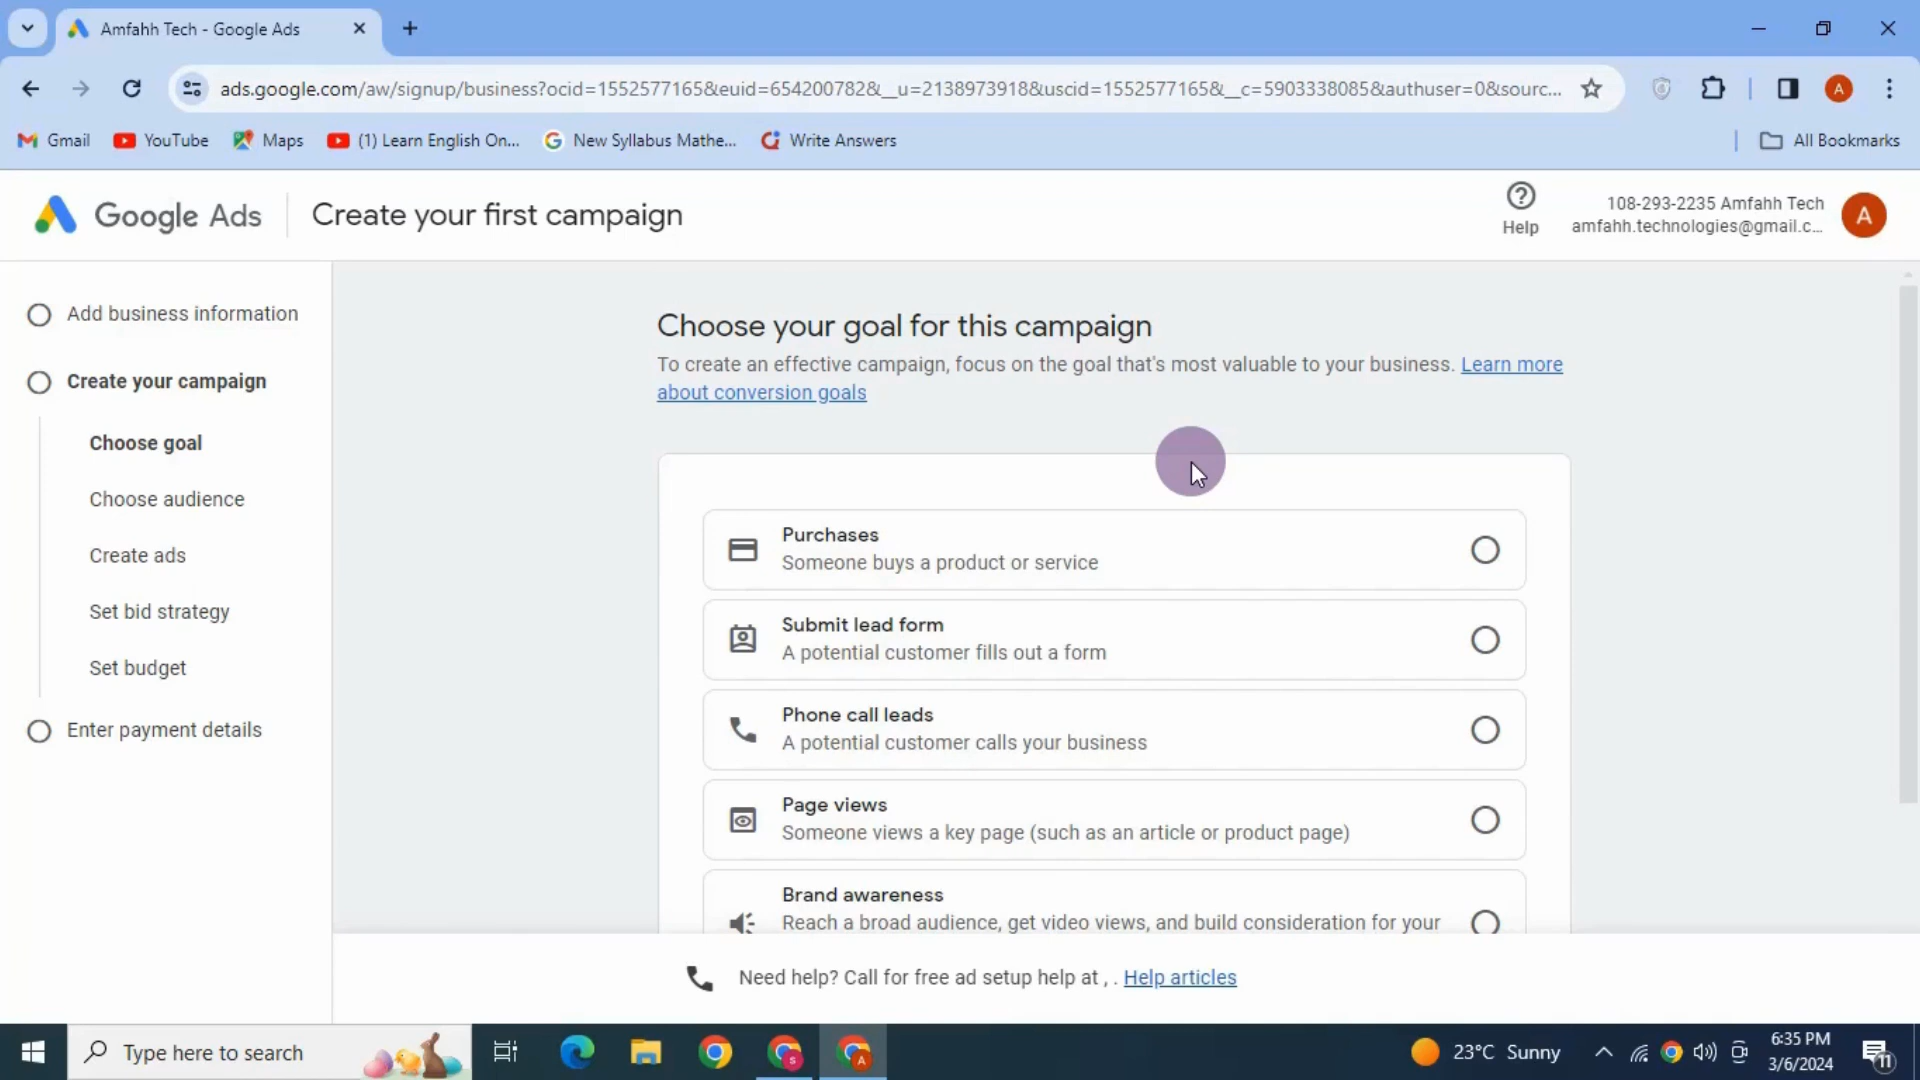 Amfahh Tech - Google Ads
ads.google.com/aw/signup/business?ocid=1552577165&euid=654200782&__u=2138973918&uscid=1552577165&__c=5903338085&authuser=0&sourc...
A
Gmail
YouTube
Maps
(1) Learn English On...
New Syllabus Mathe...
Write Answers
All Bookmarks
Google Ads
Create your first campaign
Help
108-293-2235 Amfahh Tech
amfahh.technologies@gmail.c...
A
Add business information
Create your campaign
Choose goal
Choose audience
Create ads
Set bid strategy
Set budget
Enter payment details
Choose your goal for this campaign
To create an effective campaign, focus on the goal that's most valuable to your business. Learn more
about conversion goals
Purchases
Someone buys a product or service
Submit lead form
A potential customer fills out a form
Phone call leads
A potential customer calls your business
Page views
Someone views a key page (such as an article or product page)
Brand awareness
Reach a broad audience, get video views, and build consideration for your
Need help? Call for free ad setup help at , . Help articles
Type here to search
S
A
23°C Sunny
6:35 PM
3/6/2024
11